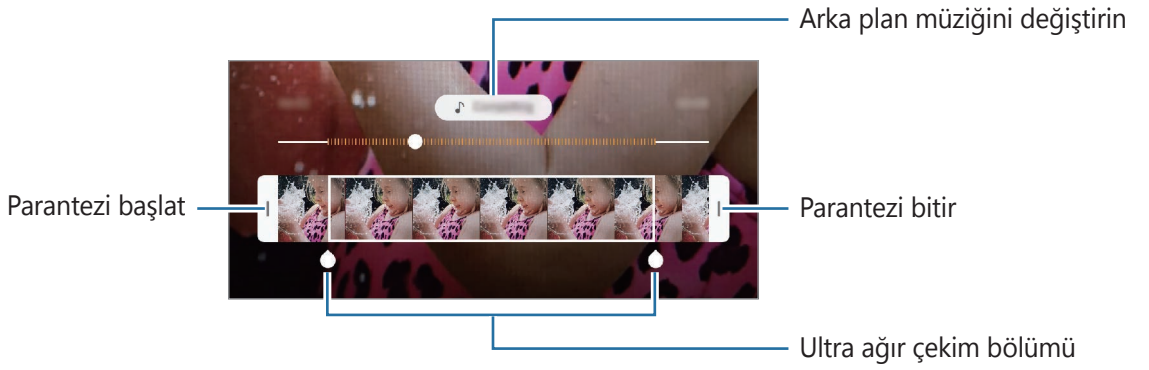 Arka plan müziğini değiştirin
Parantezi başlat
Parantezi bitir
Ultra ağır çekim bölümü